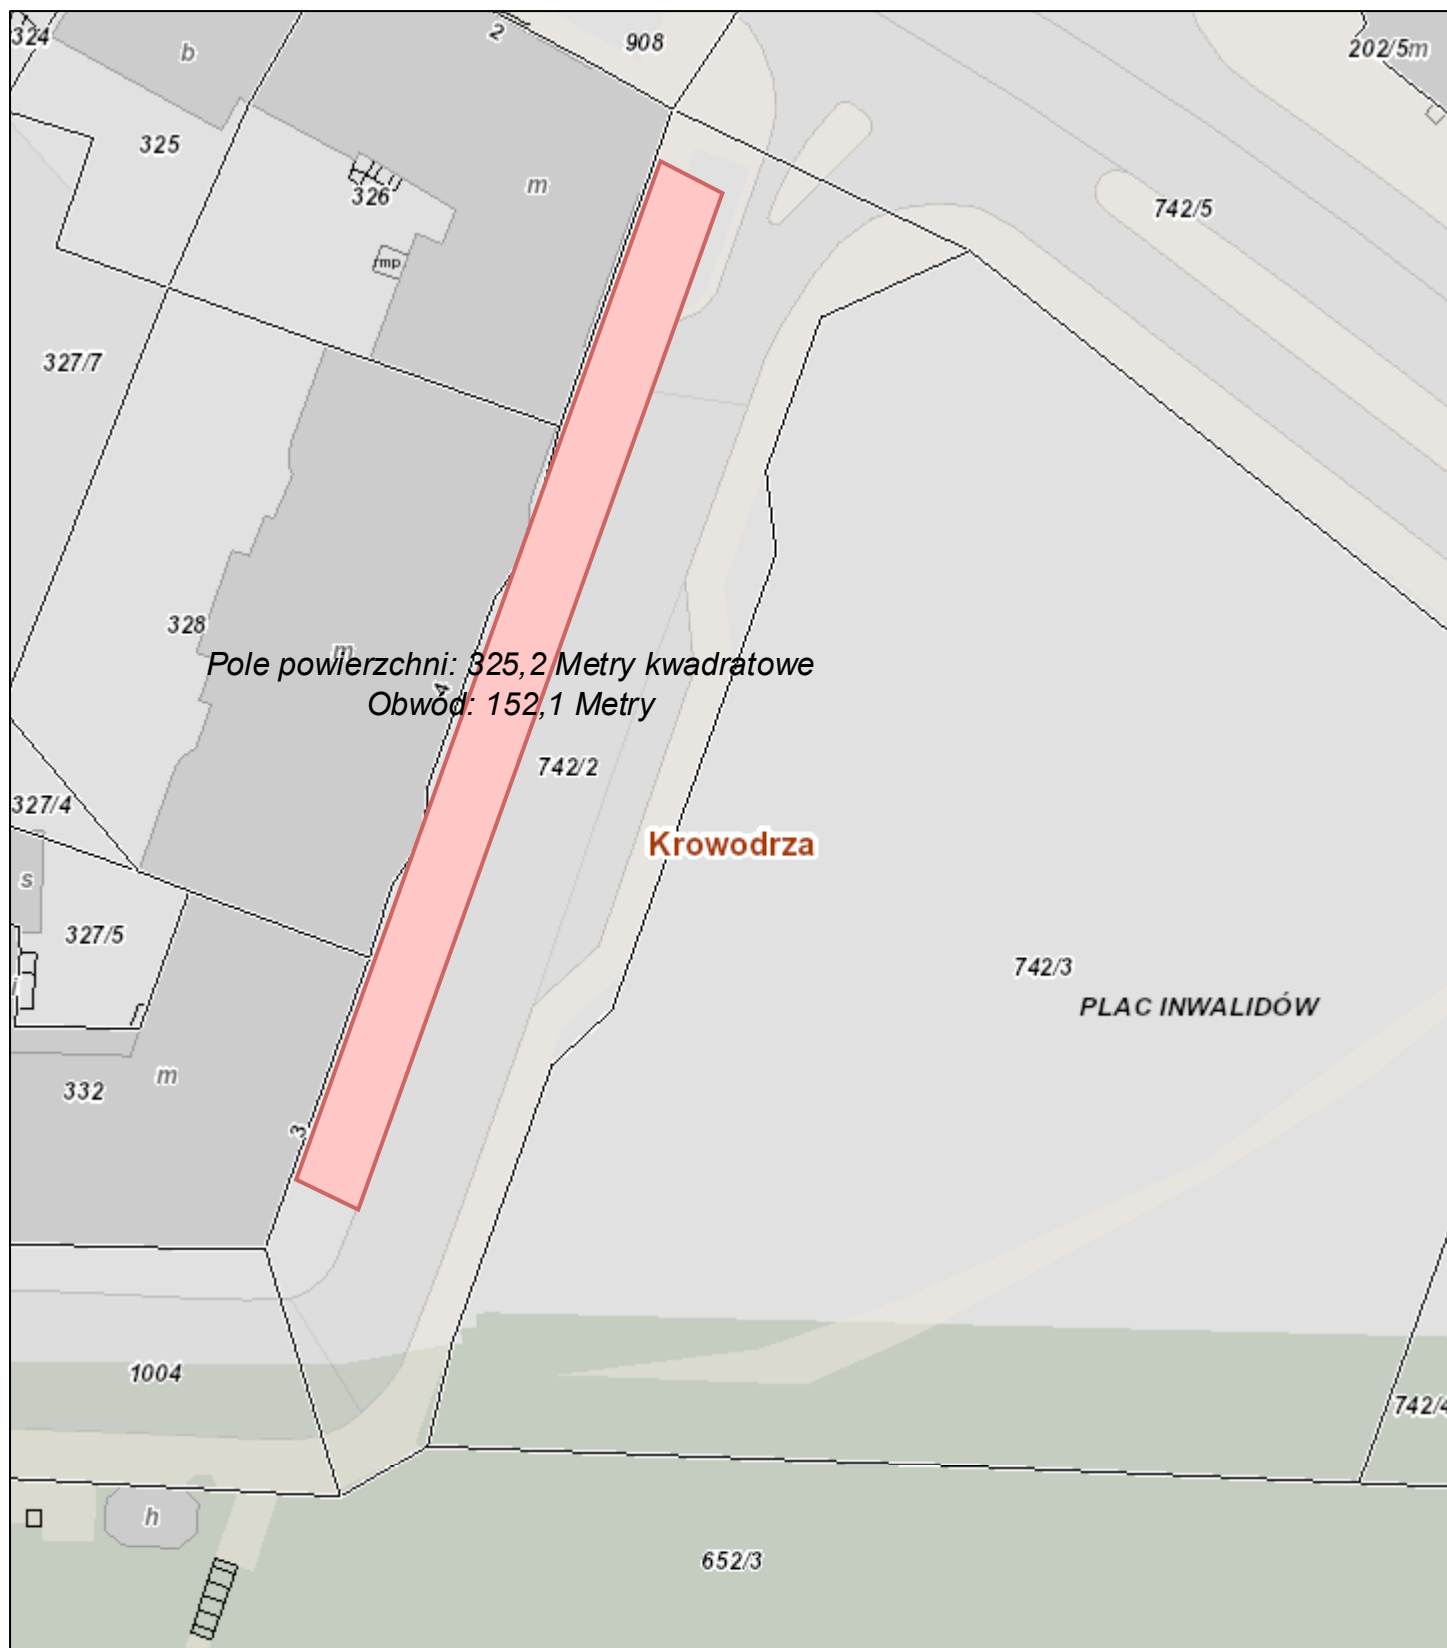 324
b
2
908
202/5m
325
326
m
742/5
rmp
327/7
328
m
Pole powierzchni: 325,2 Metry kwadratowe
4
Obwód: 152,1 Metry
742/2
327/4
Krowodrza
s
327/5
742/3
i
PLAC INWALIDÓW
m
332
3
1004
742/4
h
652/3